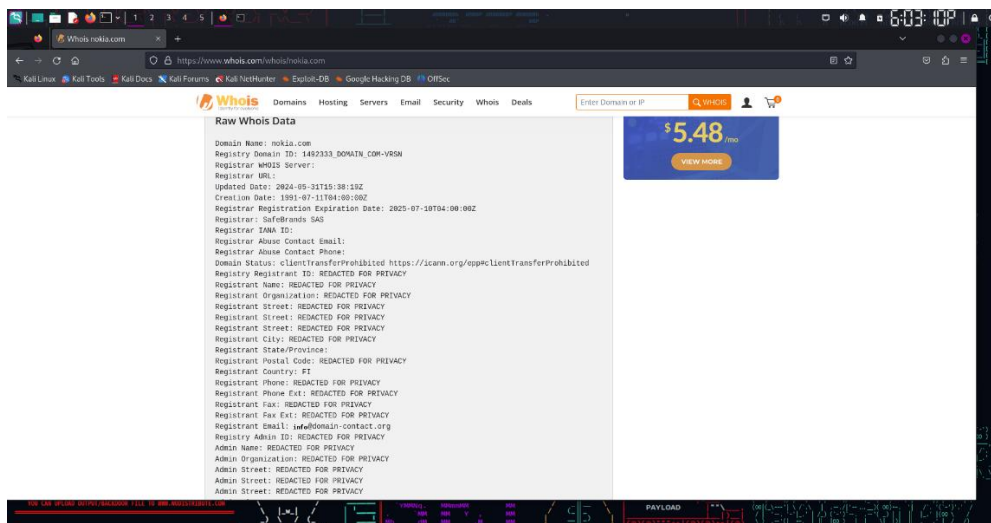 1 2 3 4 5
6:03:10P
Whois nokia.com
https://www.whois.com/whois/nokia.com
Kali Linux Kali Tools Kali Docs Kali Forums Kali NetHunter Exploit-DB Google Hacking DB OffSec
Whois Domains Hosting Servers Email Security Whois Deals Enter Domain or IP WHOIS
Raw Whois Data
$5.48/mo
VIEW MORE
Domain Name: nokia.com
Registry Domain ID: 1492333_DOMAIN_COM-VRSN
Registrar WHOIS Server:
Registrar URL:
Updated Date: 2024-05-31T15:38:19Z
Creation Date: 1991-07-11T04:00:00Z
Registrar Registration Expiration Date: 2025-07-10T04:00:00Z
Registrar: SafeBrands SAS
Registrar IANA ID:
Registrar Abuse Contact Email:
Registrar Abuse Contact Phone:
Domain Status: clientTransferProhibited https://icann.org/epp#clientTransferProhibited
Registry Registrant ID: REDACTED FOR PRIVACY
Registrant Name: REDACTED FOR PRIVACY
Registrant Organization: REDACTED FOR PRIVACY
Registrant Street: REDACTED FOR PRIVACY
Registrant Street: REDACTED FOR PRIVACY
Registrant Street: REDACTED FOR PRIVACY
Registrant City: REDACTED FOR PRIVACY
Registrant State/Province:
Registrant Postal Code: REDACTED FOR PRIVACY
Registrant Country: FI
Registrant Phone: REDACTED FOR PRIVACY
Registrant Phone Ext: REDACTED FOR PRIVACY
Registrant Fax: REDACTED FOR PRIVACY
Registrant Fax Ext: REDACTED FOR PRIVACY
Registrant Email: info@domain-contact.org
Registry Admin ID: REDACTED FOR PRIVACY
Admin Name: REDACTED FOR PRIVACY
Admin Organization: REDACTED FOR PRIVACY
Admin Street: REDACTED FOR PRIVACY
Admin Street: REDACTED FOR PRIVACY
Admin Street: REDACTED FOR PRIVACY
PAYLOAD